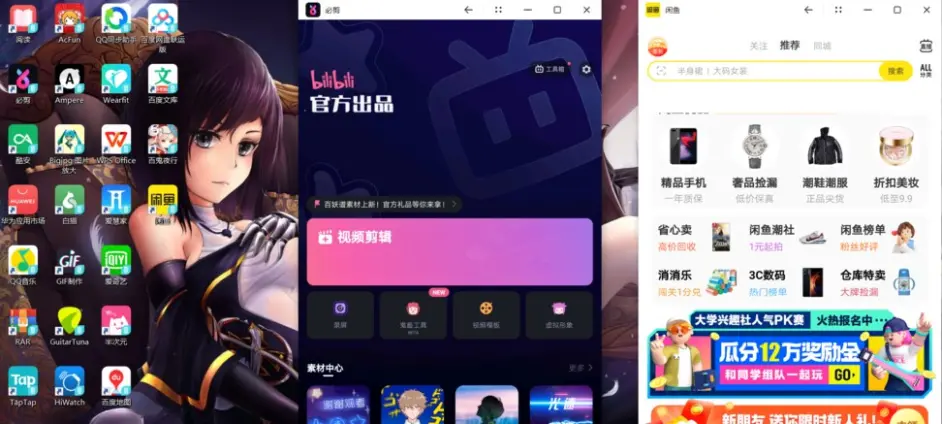 阅读
AcFun
QQ同步助手
百度网盘联运版
必剪
Ampere
Wearfit
百度文库
酷安
Bigjpg 图片放大
WPS Office
百鬼夜行
HUAWEI
华为应用市场
白描
爱慧家
闲鱼
QQ音乐
GIF
GIF制作
iQIYI
爱奇艺
RAR
GuitarTuna
半次元
Tap
TapTap
HiWatch
百度地图
必剪
bilibili
官方出品
工具箱
百妖谱素材上新！官方礼品等你来拿！
视频剪辑
NEW
录屏
鬼畜工具
BETA
视频模板
虚拟形象
素材中心
更多
闲鱼
闲鱼
关注 推荐 同城
半身裙 | 大码女装
搜索
ALL
分类
精品手机 奢品捡漏 潮鞋潮服 折扣美妆
一年质保 低价保真 正品尖货 低至9.9
省心卖 闲鱼潮社 闲鱼榜单
高价回收 1元起拍 粉丝好评
消消乐 3C数码 仓库特卖
闯关1分兑 热门榜单 大牌捡漏
大学兴趣社人气PK赛 火热报名中
瓜分12万奖励金
和同学组队一起玩 GO
新朋友 送你限时新人礼!